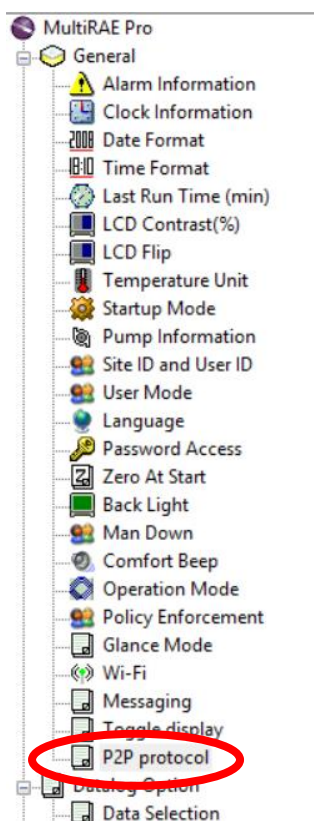 MultiRAE Pro
General
Alarm Information
Clock Information
2008 Date Format
18:10 Time Format
Last Run Time (min)
LCD Contrast(%)
LCD Flip
Temperature Unit
Startup Mode
Pump Information
Site ID and User ID
User Mode
Language
Password Access
Zero At Start
Back Light
Man Down
Comfort Beep
Operation Mode
Policy Enforcement
Glance Mode
Wi-Fi
Messaging
Toggle display
P2P protocol
Datalog Option
Data Selection